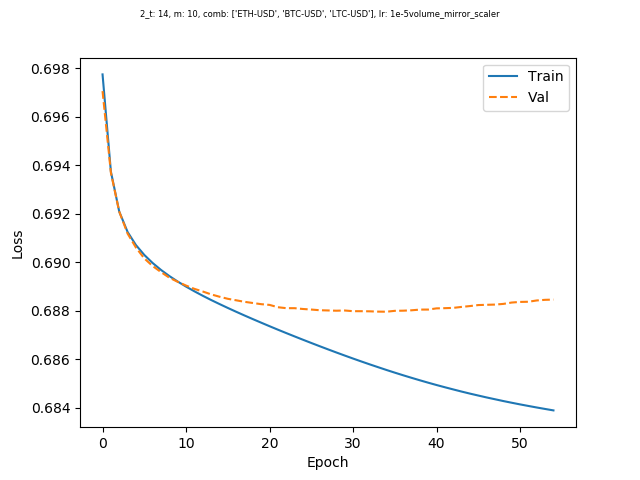 2_t: 14, m: 10, comb: ['ETH-USD', 'BTC-USD', 'LTC-USD'], lr: 1e-5volume_mirror_scaler
Train
Val
0.698
0.696
0.694
0.692
0.690
0.688
0.686
0.684
Loss
0 10 20 30 40 50
Epoch